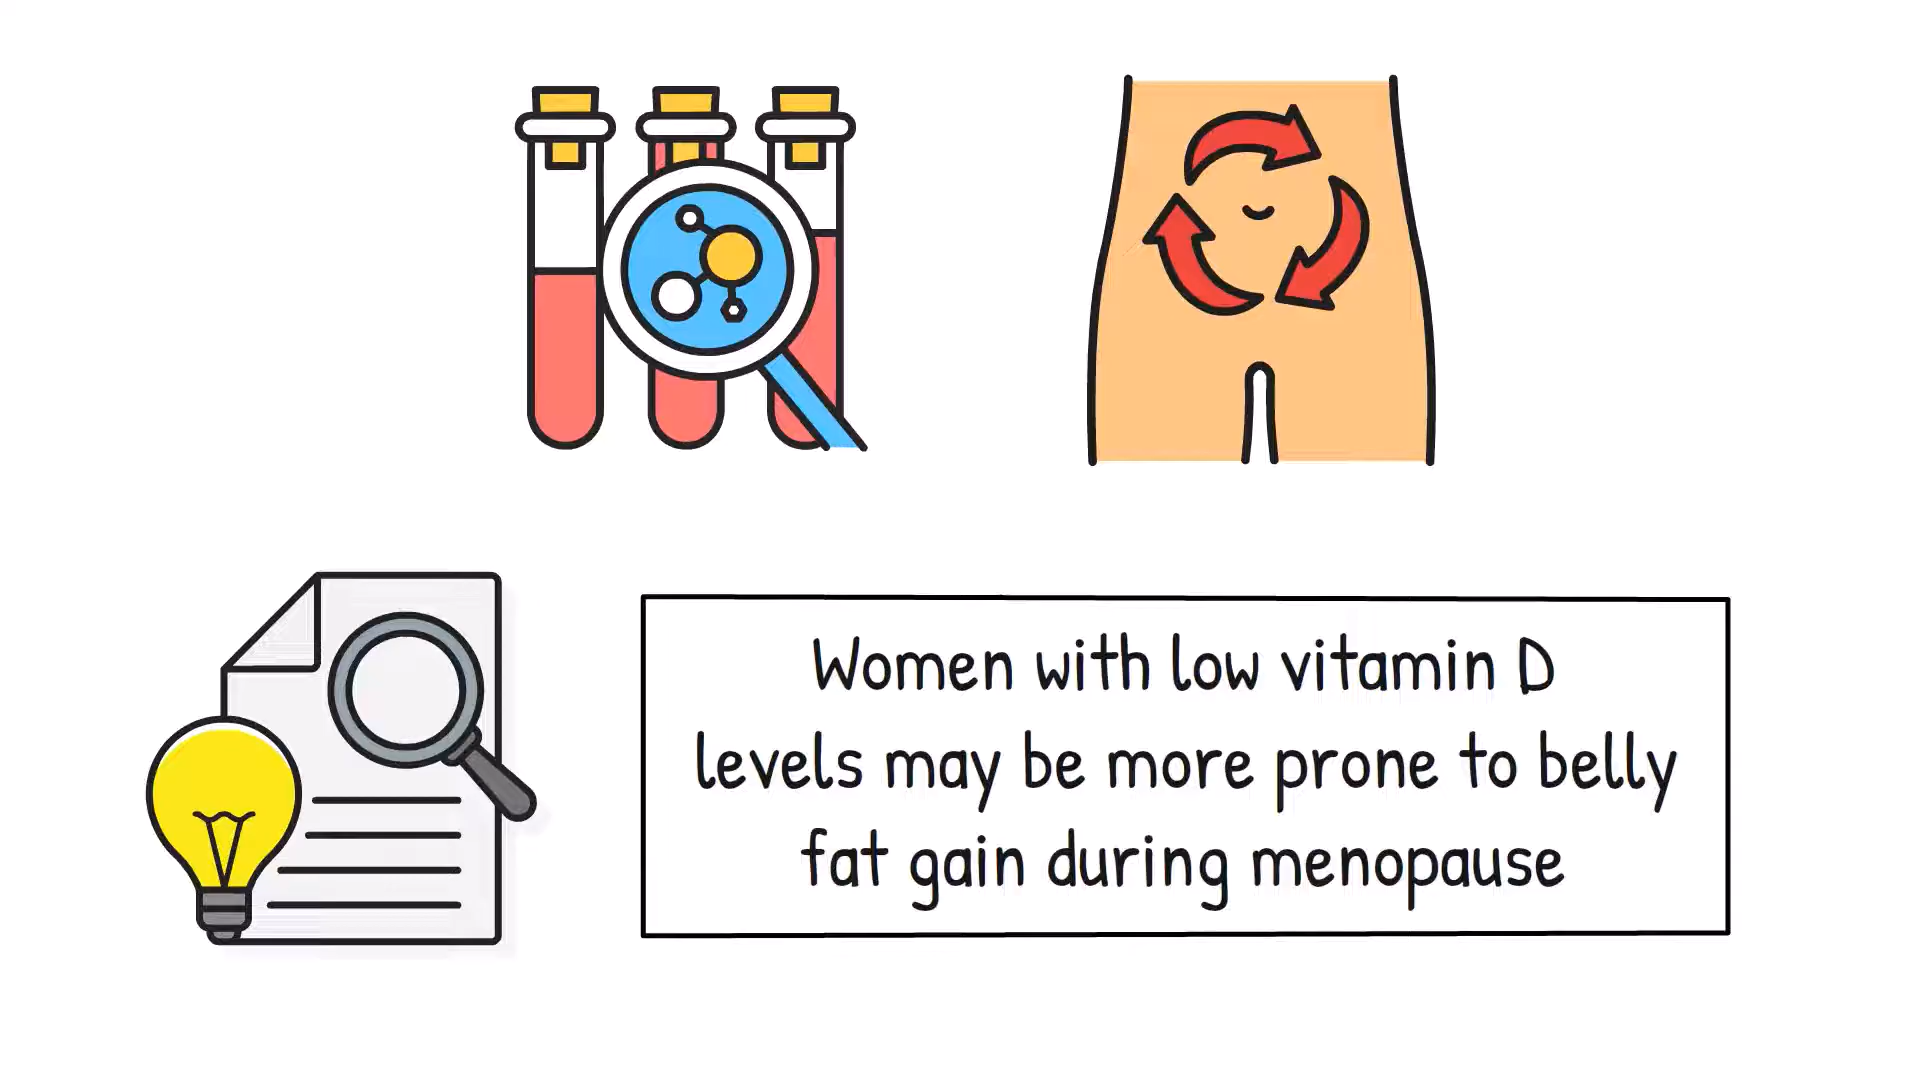 Women with low vitamin D
levels may be more prone to belly
fat gain during menopause